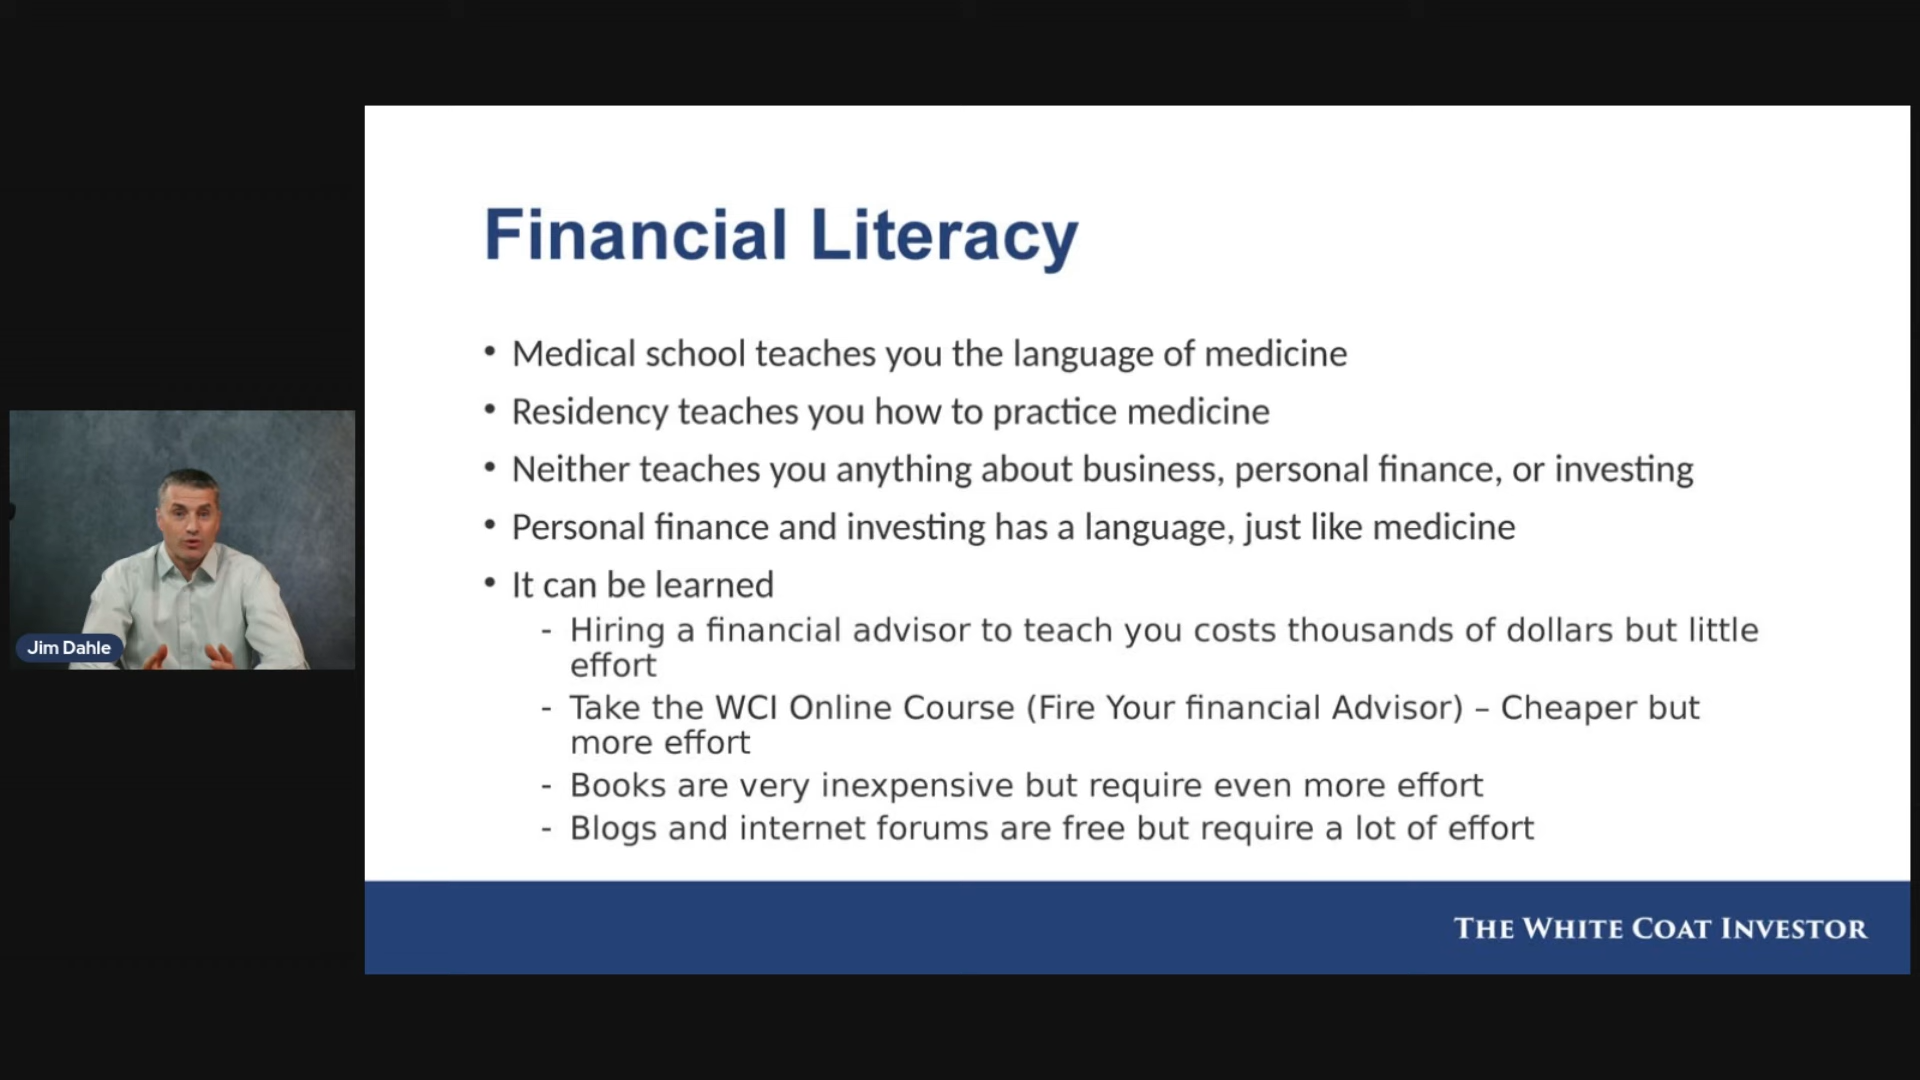 Financial Literacy
• Medical school teaches you the language of medicine
• Residency teaches you how to practice medicine
• Neither teaches you anything about business, personal finance, or investing
• Personal finance and investing has a language, just like medicine
• It can be learned
- Hiring a financial advisor to teach you costs thousands of dollars but little
effort
- Take the WCI Online Course (Fire Your financial Advisor) – Cheaper but
more effort
- Books are very inexpensive but require even more effort
- Blogs and internet forums are free but require a lot of effort
Jim Dahle
THE WHITE COAT INVESTOR